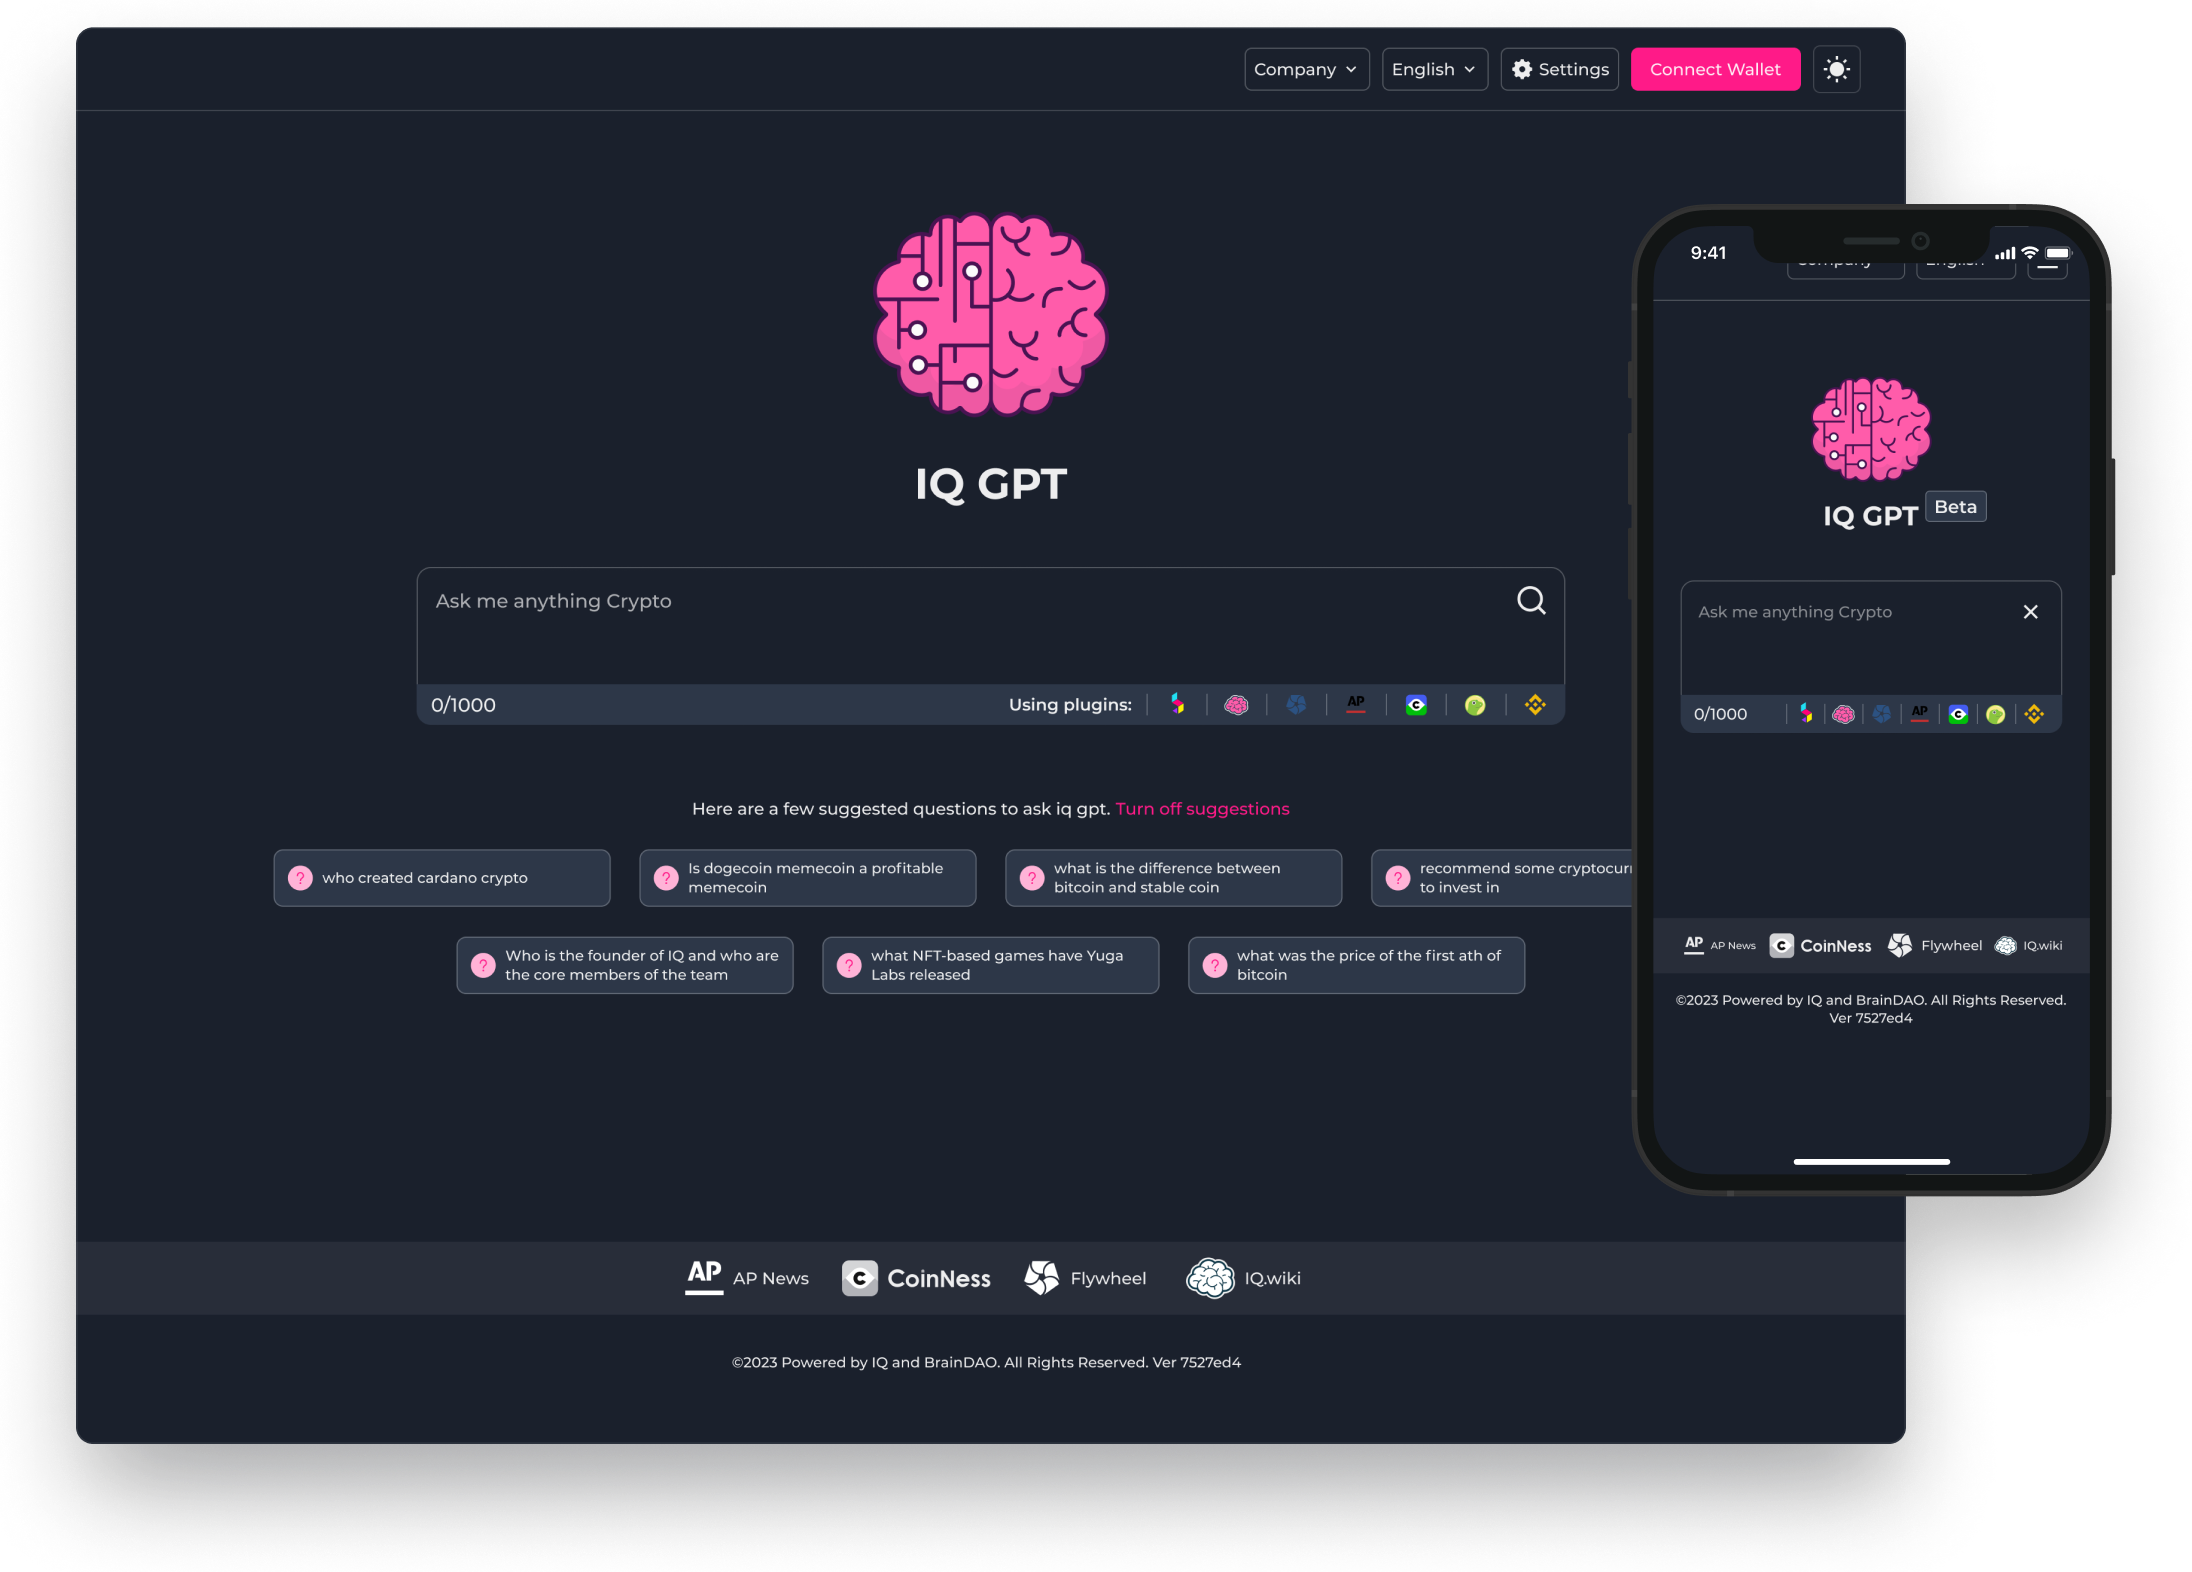 Company
English
Settings
Connect Wallet
IQ GPT
Ask me anything Crypto
0/1000
Using plugins:
AP
Here are a few suggested questions to ask iq gpt. Turn off suggestions
? who created cardano crypto
? Is dogecoin memecoin a profitable
memecoin
? what is the difference between
bitcoin and stable coin
? recommend some
to invest in
? Who is the founder of IQ and who are
the core members of the team
? what NFT-based games have Yuga
Labs released
? what was the price of the first ath of
bitcoin
AP AP News
C CoinNess
Flywheel
IQ.wiki
©2023 Powered by IQ and BrainDAO. All Rights Reserved. Ver 7527ed4
9:41
IQ GPT Beta
Ask me anything Crypto
0/1000
AP
AP AP News
C CoinNess
Flywheel
IQ.wiki
©2023 Powered by IQ and BrainDAO. All Rights Reserved.
Ver 7527ed4